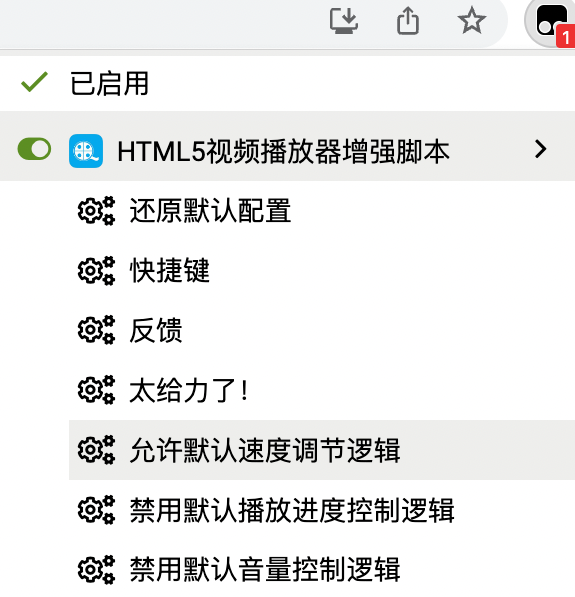 1
已启用
HTML5视频播放器增强脚本
还原默认配置
快捷键
反馈
太给力了!
允许默认速度调节逻辑
禁用默认播放进度控制逻辑
禁用默认音量控制逻辑